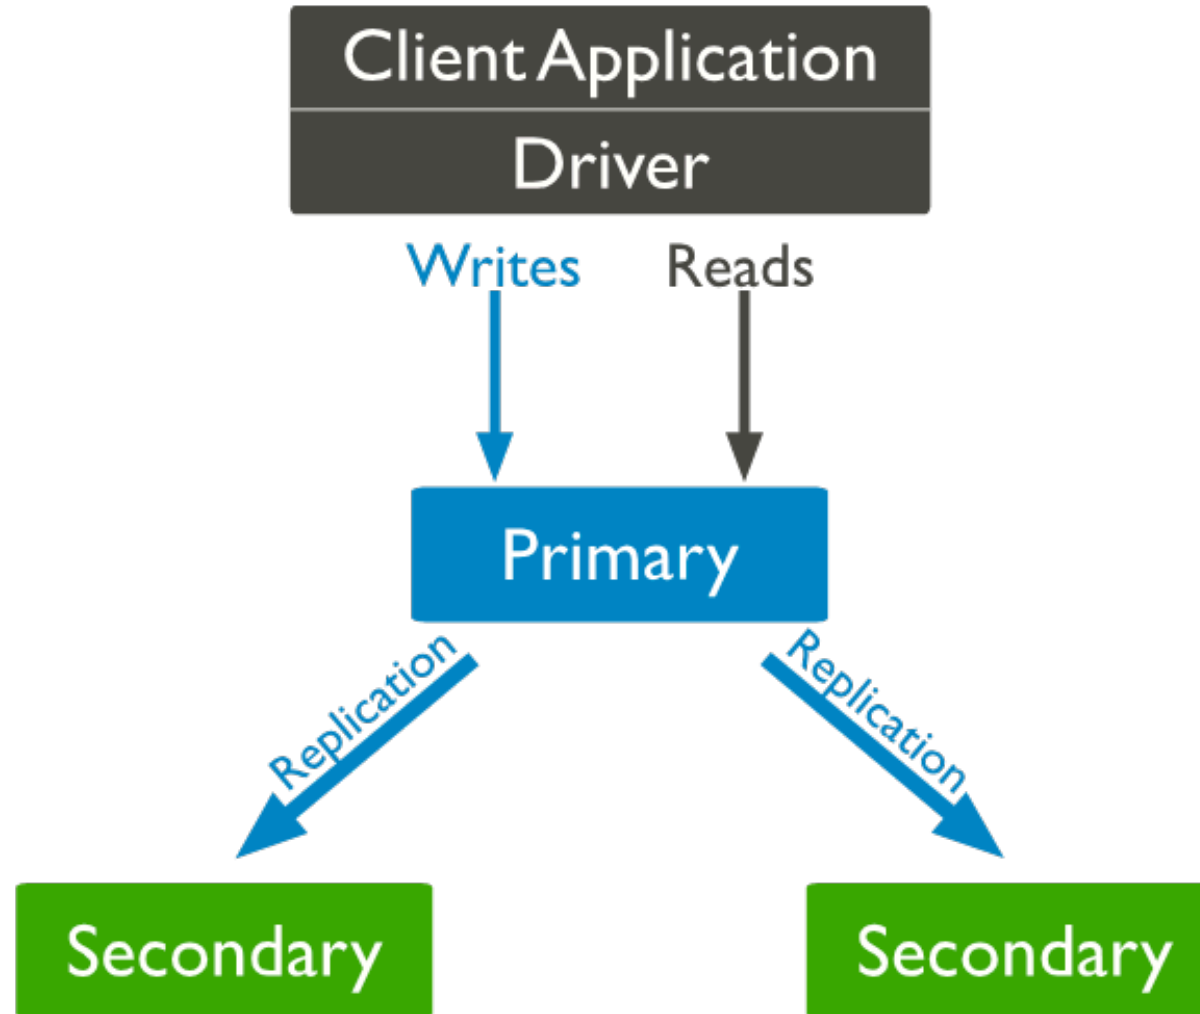 Client Application
Driver
Writes
Reads
Primary
Replication
Replication
Secondary
Secondary